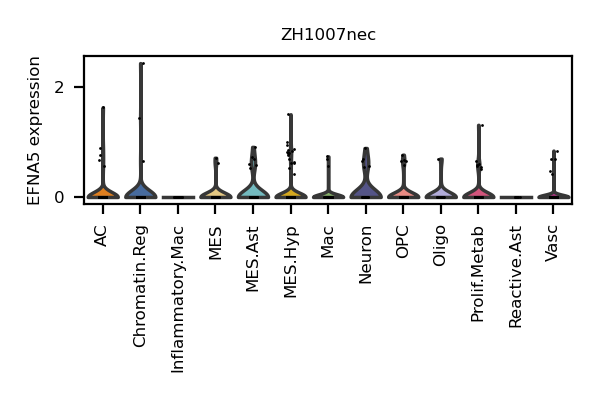 ZH1007nec
EFNA5 expression
2
0
AC
Chromatin.Reg
Inflammatory.Mac
MES
MES.Ast
MES.Hyp
Mac
Neuron
OPC
Oligo
Prolif.Metab
Reactive.Ast
Vasc